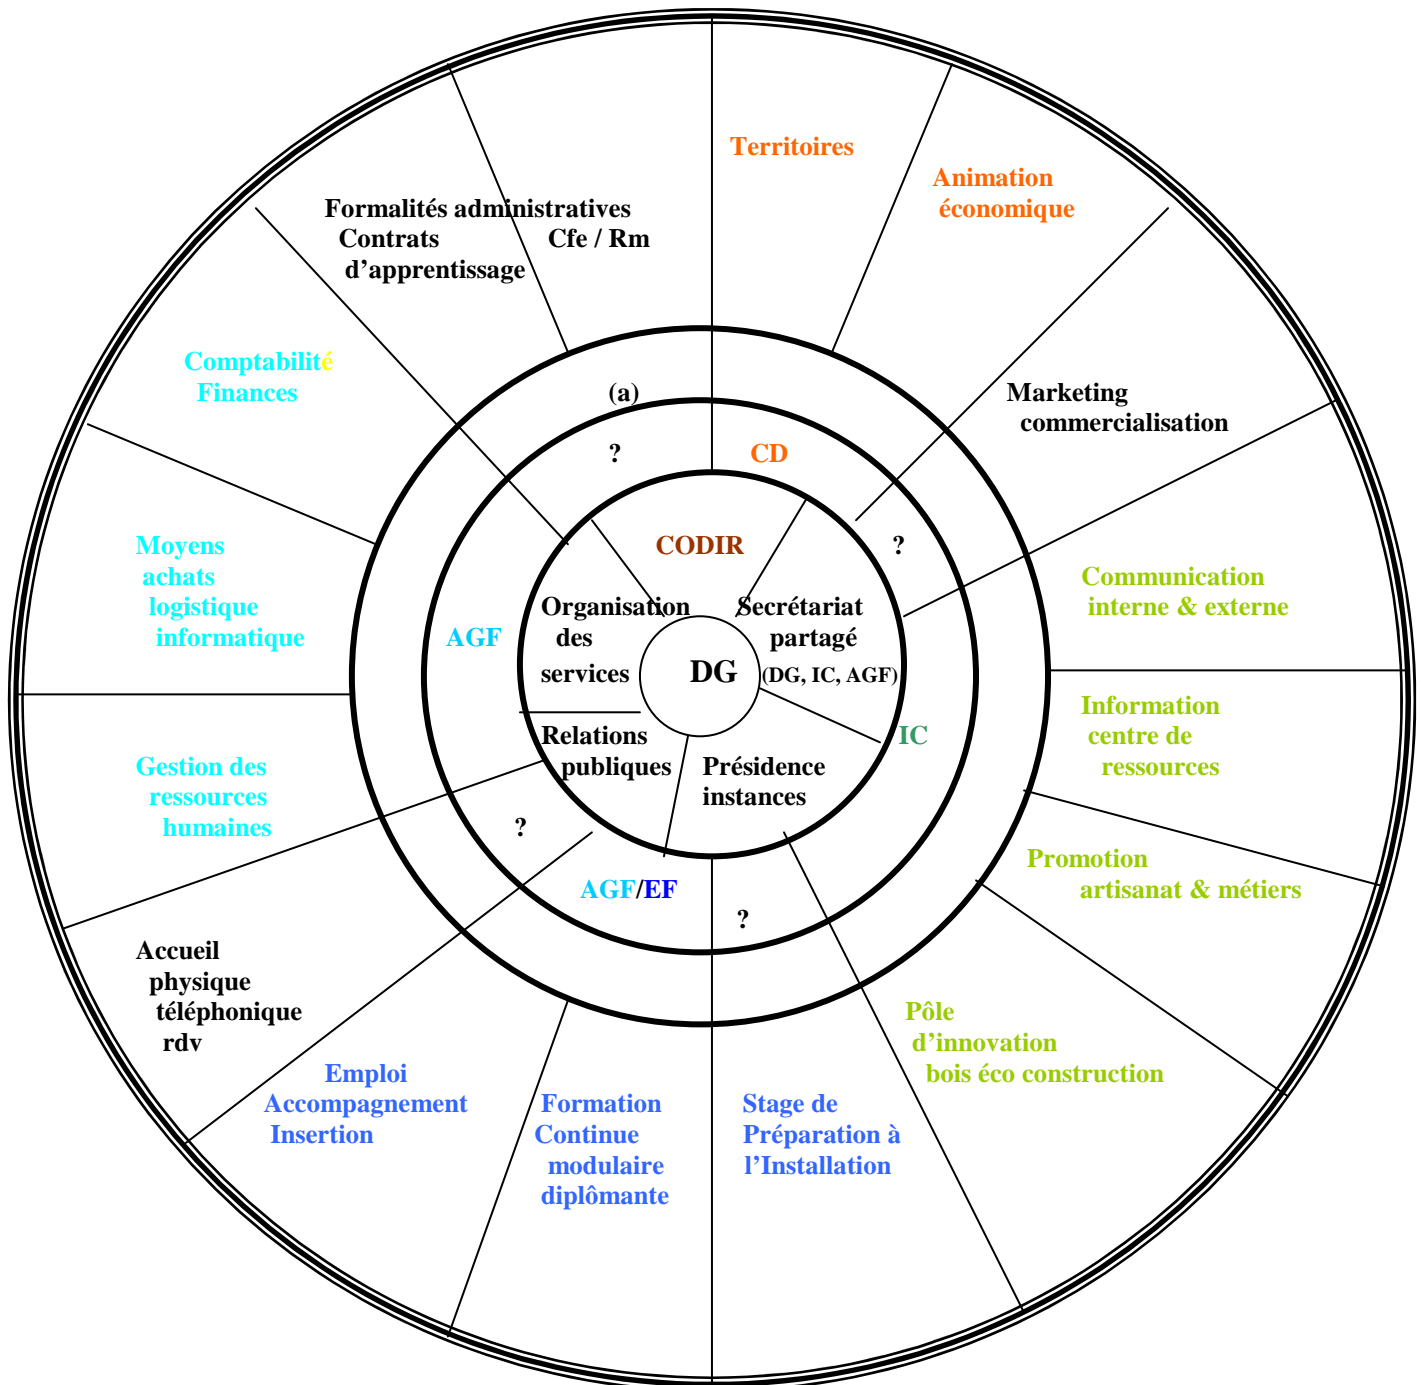 Territoires
Animation
économique
Formalités administratives
Contrats
d’apprentissage
Cfe / Rm
Comptabilité
Finances
(a)
Marketing
commercialisation
?
CD
Moyens
achats
logistique
informatique
CODIR
?
Communication
interne & externe
AGF
Organisation
des
services
Secrétariat
partagé
(DG, IC, AGF)
DG
Information
centre de
ressources
IC
Relations
publiques
Présidence
instances
Gestion des
ressources
humaines
?
AGF/EF
?
Promotion
artisanat & métiers
Accueil
physique
téléphonique
rdv
Pôle
d’innovation
bois éco construction
Emploi
Accompagnement
Insertion
Formation
Continue
modulaire
diplômante
Stage de
Préparation à
l’Installation